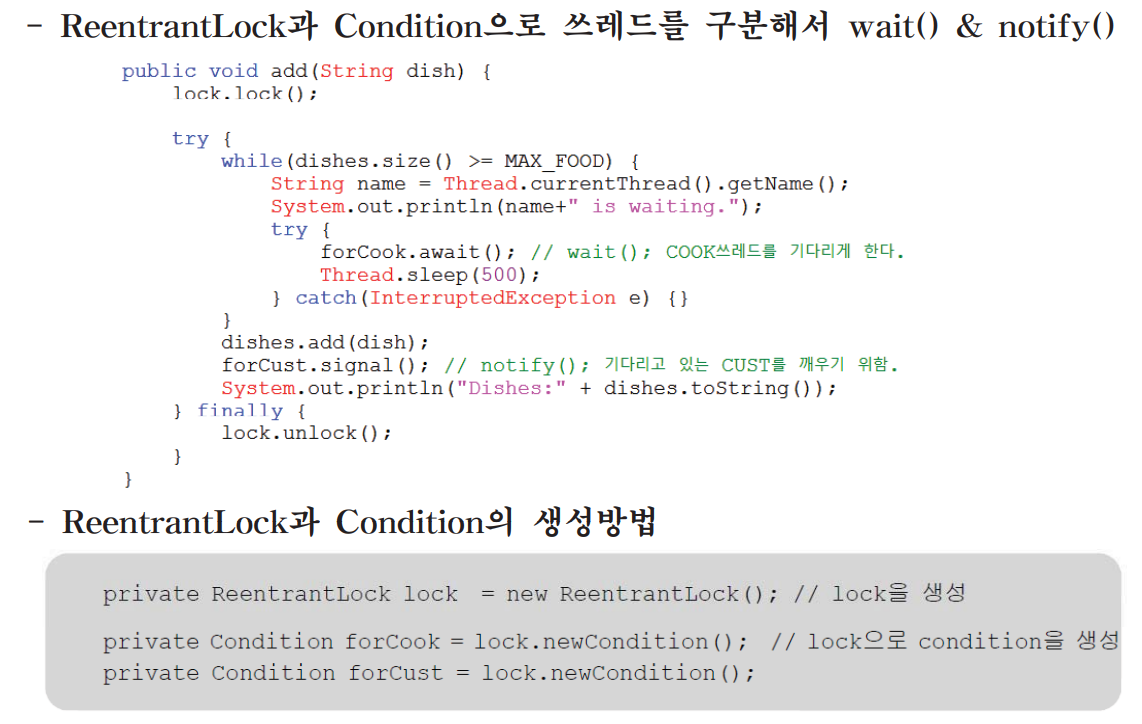 - ReentrantLock과 Condition으로 쓰레드를 구분해서 wait() & notify()
public void add(String dish) {
lock.lock();
try {
while(dishes.size() >= MAX_FOOD) {
String name = Thread.currentThread().getName();
System.out.println(name+" is waiting.");
try {
forCook.await(); // wait(); COOK쓰레드를 기다리게 한다.
Thread.sleep(500);
} catch(InterruptedException e) {}
}
dishes.add(dish);
forCust.signal(); // notify(); 기다리고 있는 CUST를 깨우기 위함.
System.out.println("Dishes:" + dishes.toString());
} finally {
lock.unlock();
}
}
- ReentrantLock과 Condition의 생성방법
private ReentrantLock lock = new ReentrantLock(); // lock을 생성
private Condition forCook = lock.newCondition(); // lock으로 condition을 생성
private Condition forCust = lock.newCondition();